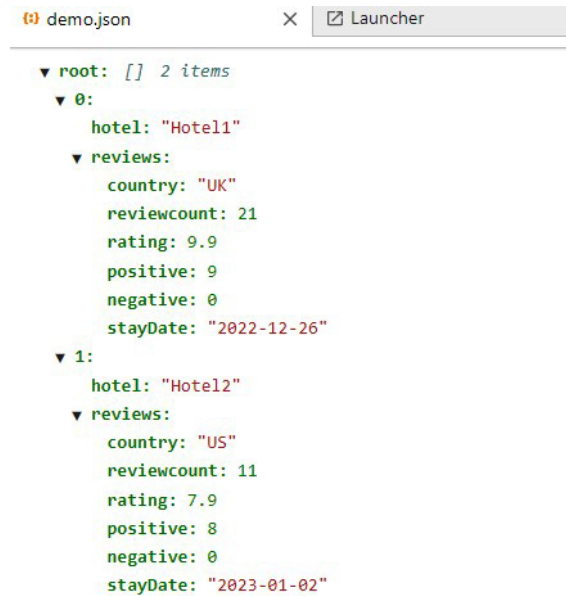 demo.json
Launcher
root: [] 2 items
0:
hotel: "Hotel1"
reviews:
country: "UK"
reviewcount: 21
rating: 9.9
positive: 9
negative: 0
stayDate: "2022-12-26"
1:
hotel: "Hotel2"
reviews:
country: "US"
reviewcount: 11
rating: 7.9
positive: 8
negative: 0
stayDate: "2023-01-02"